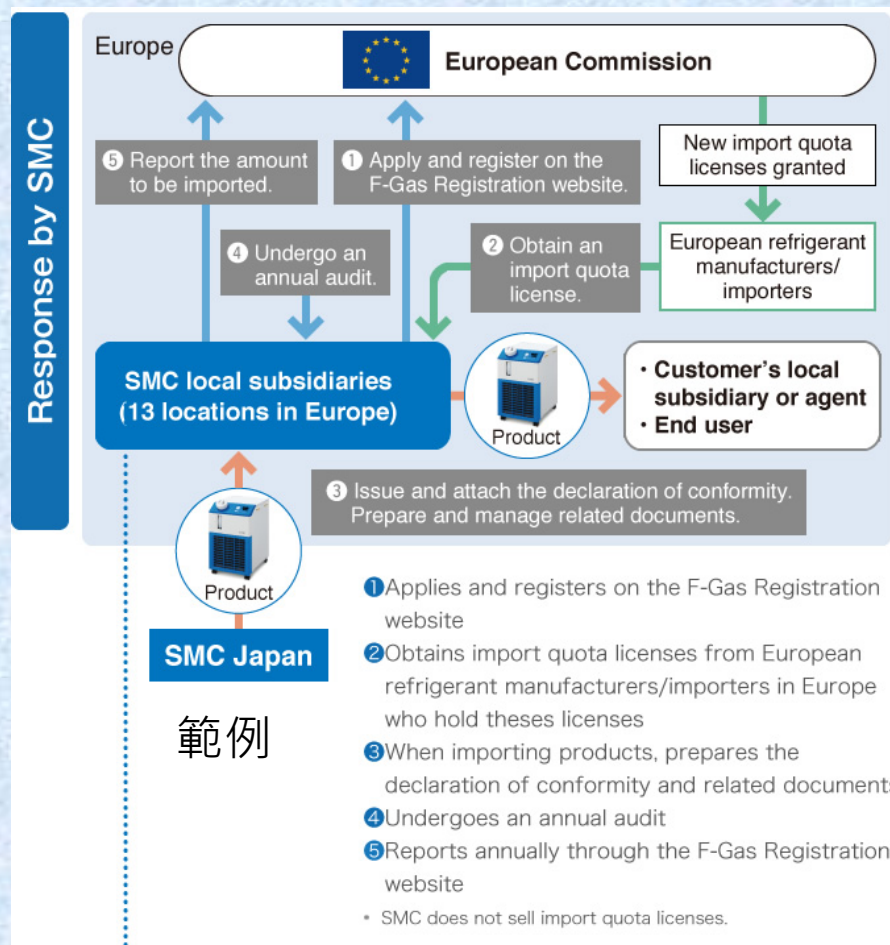 Response by SMC
Europe
European Commission
❺ Report the amount
to be imported.
❶ Apply and register on the
F-Gas Registration website.
New import quota
licenses granted
❹ Undergo an
annual audit.
❷ Obtain an
import quota
license.
European refrigerant
manufacturers/
importers
SMC local subsidiaries
(13 locations in Europe)
Product
・Customer's local
subsidiary or agent
・End user
❸ Issue and attach the declaration of conformity.
Prepare and manage related documents.
Product
SMC Japan
範例
❶Applies and registers on the F-Gas Registration
website
❷Obtains import quota licenses from European
refrigerant manufacturers/importers in Europe
who hold theses licenses
❸When importing products, prepares the
declaration of conformity and related documents
❹Undergoes an annual audit
❺Reports annually through the F-Gas Registration
website
・ SMC does not sell import quota licenses.